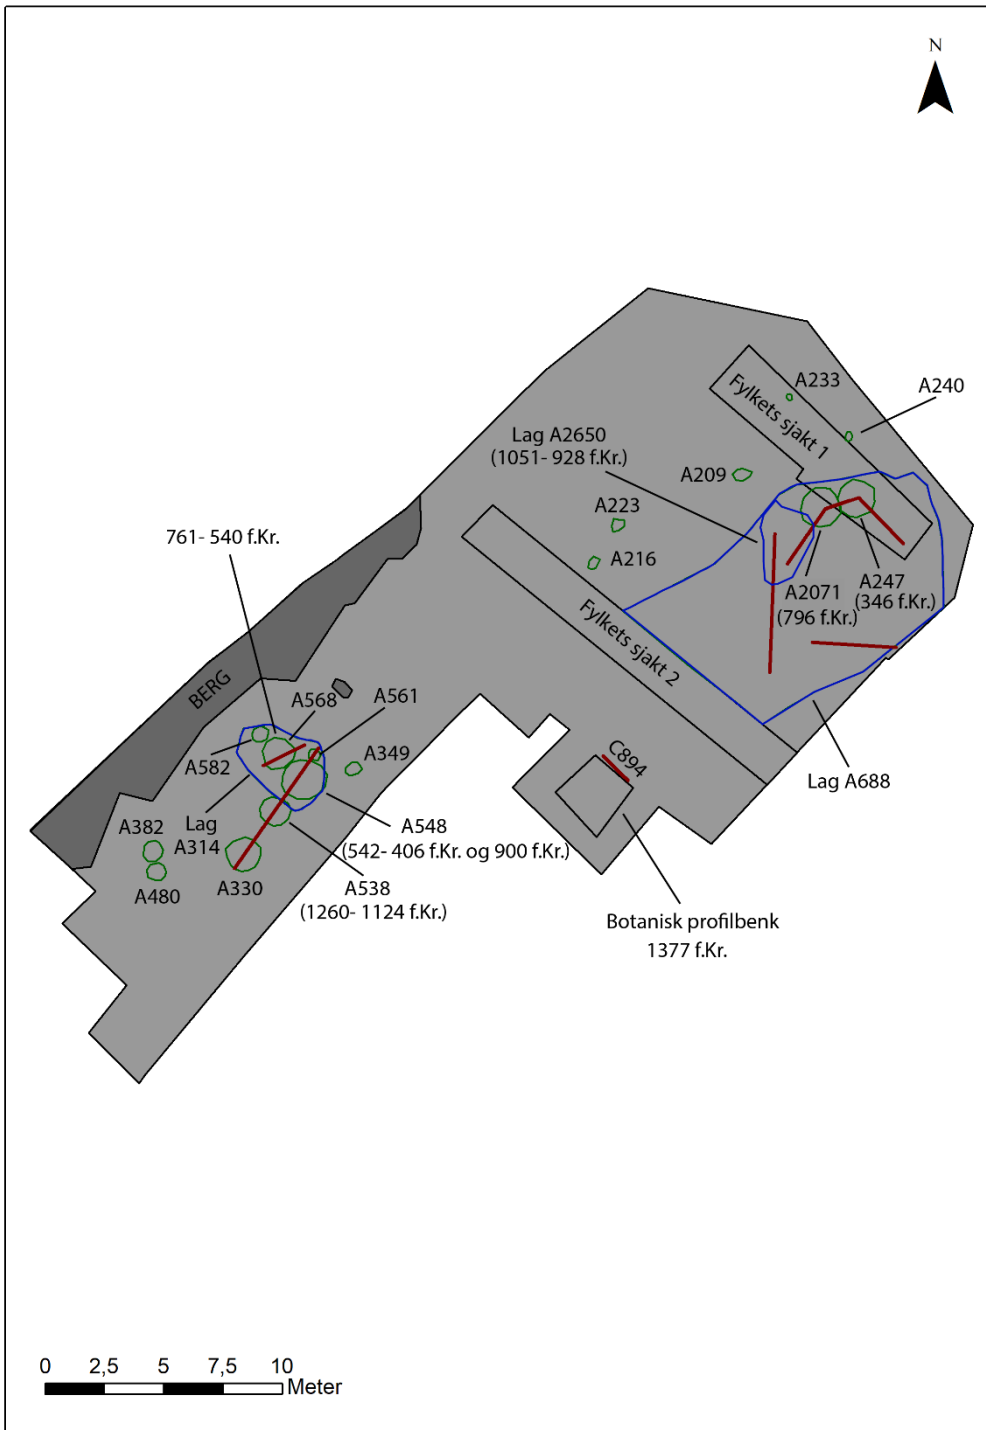 N
A233
A240
Fylkets sjakt 1
Lag A2650
(1051- 928 f.Kr.)
A209
A223
761- 540 f.Kr.
A216
A2071
(796 f.Kr.)
A247
(346 f.Kr.)
Fylkets sjakt 2
BERG
A568
A561
A349
A582
C894
Lag A688
Lag
A314
A382
A480
A330
A548
(542- 406 f.Kr. og 900 f.Kr.)
A538
(1260- 1124 f.Kr.)
Botanisk profilbenk
1377 f.Kr.
0 2,5 5 7,5 10
Meter